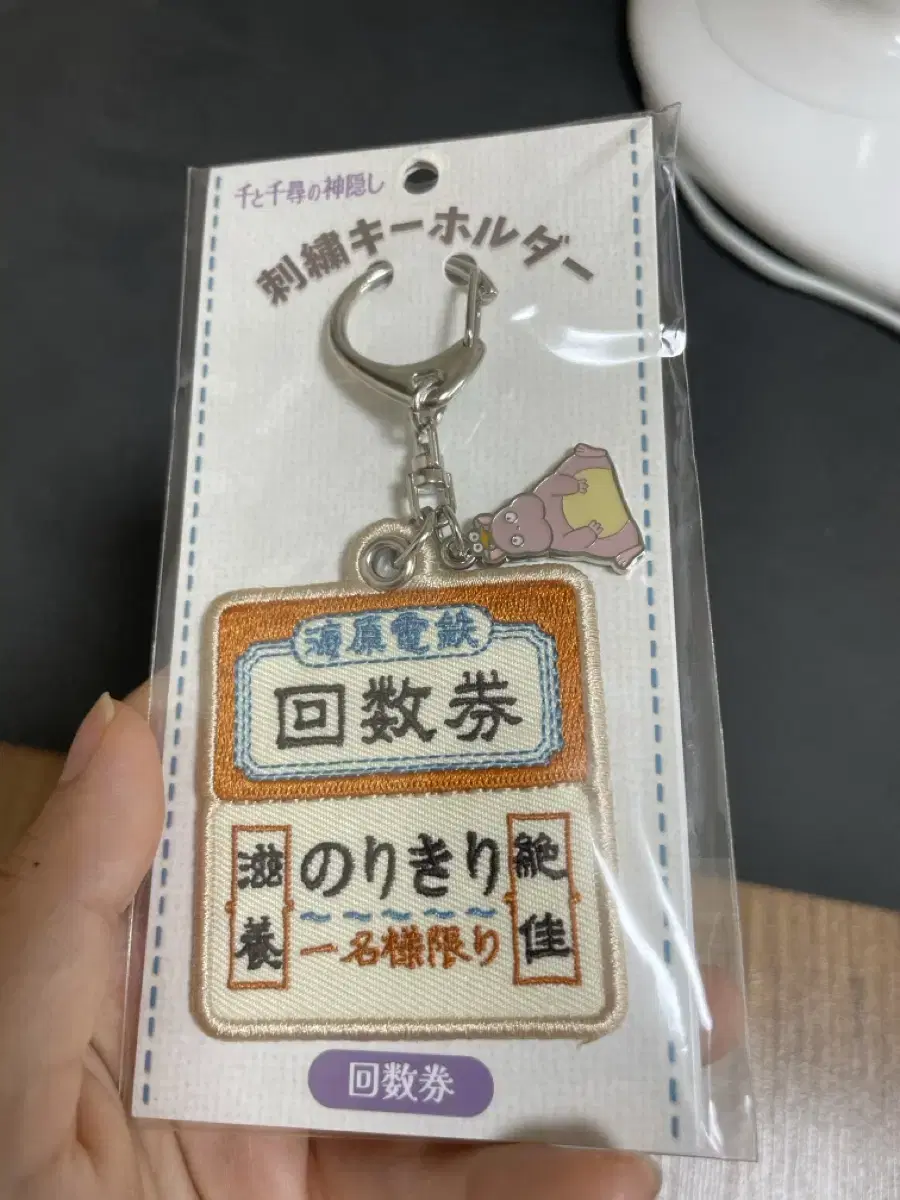 千と千尋の神隠し
刺繍キーホルダー
海原電鉄
回数券
滋養
のりきり
一名様限り
絶佳
回数券